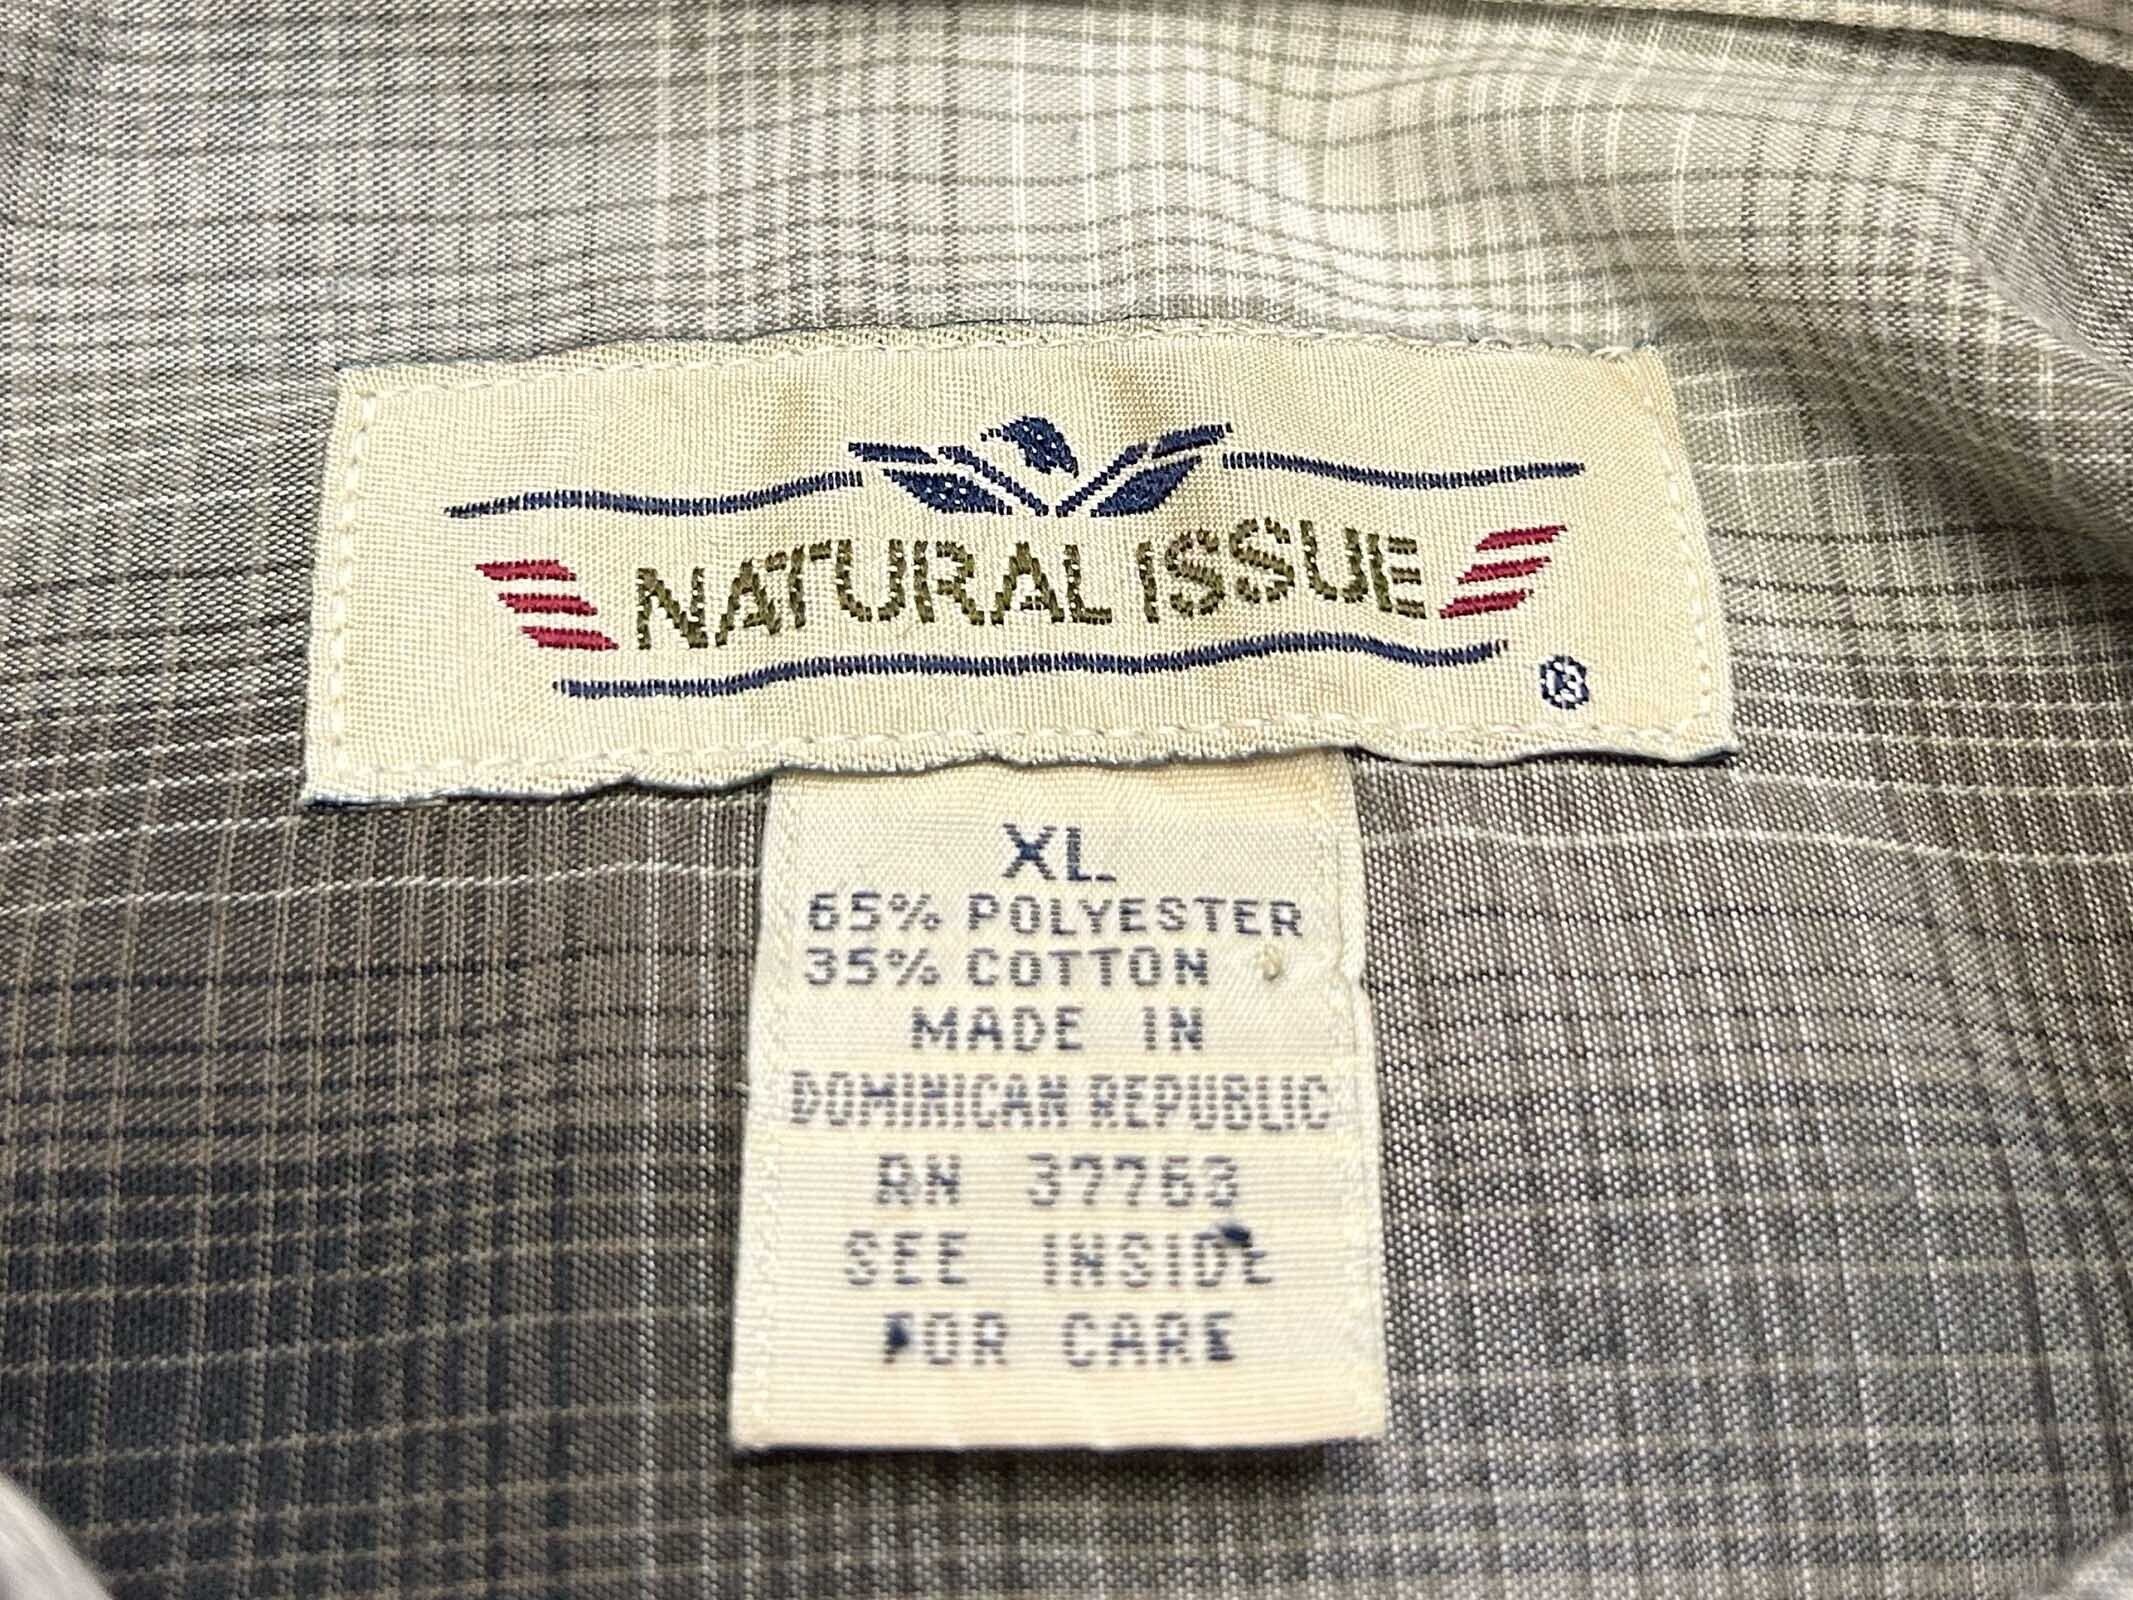 NATURAL ISSUE
®
XL
65% POLYESTER
35% COTTON
MADE IN
DOMINICAN REPUBLIC
RN 37763
SEE INSIDE
FOR CARE